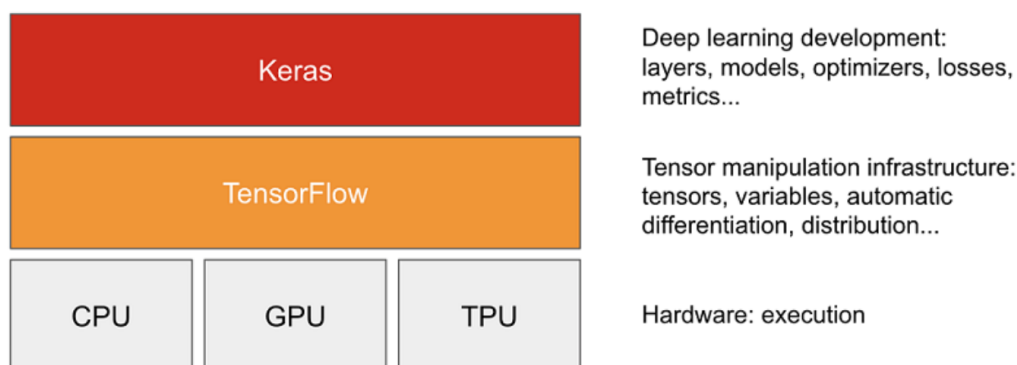 Keras
Deep learning development:
layers, models, optimizers, losses,
metrics...
TensorFlow
Tensor manipulation infrastructure:
tensors, variables, automatic
differentiation, distribution...
CPU
GPU
TPU
Hardware: execution